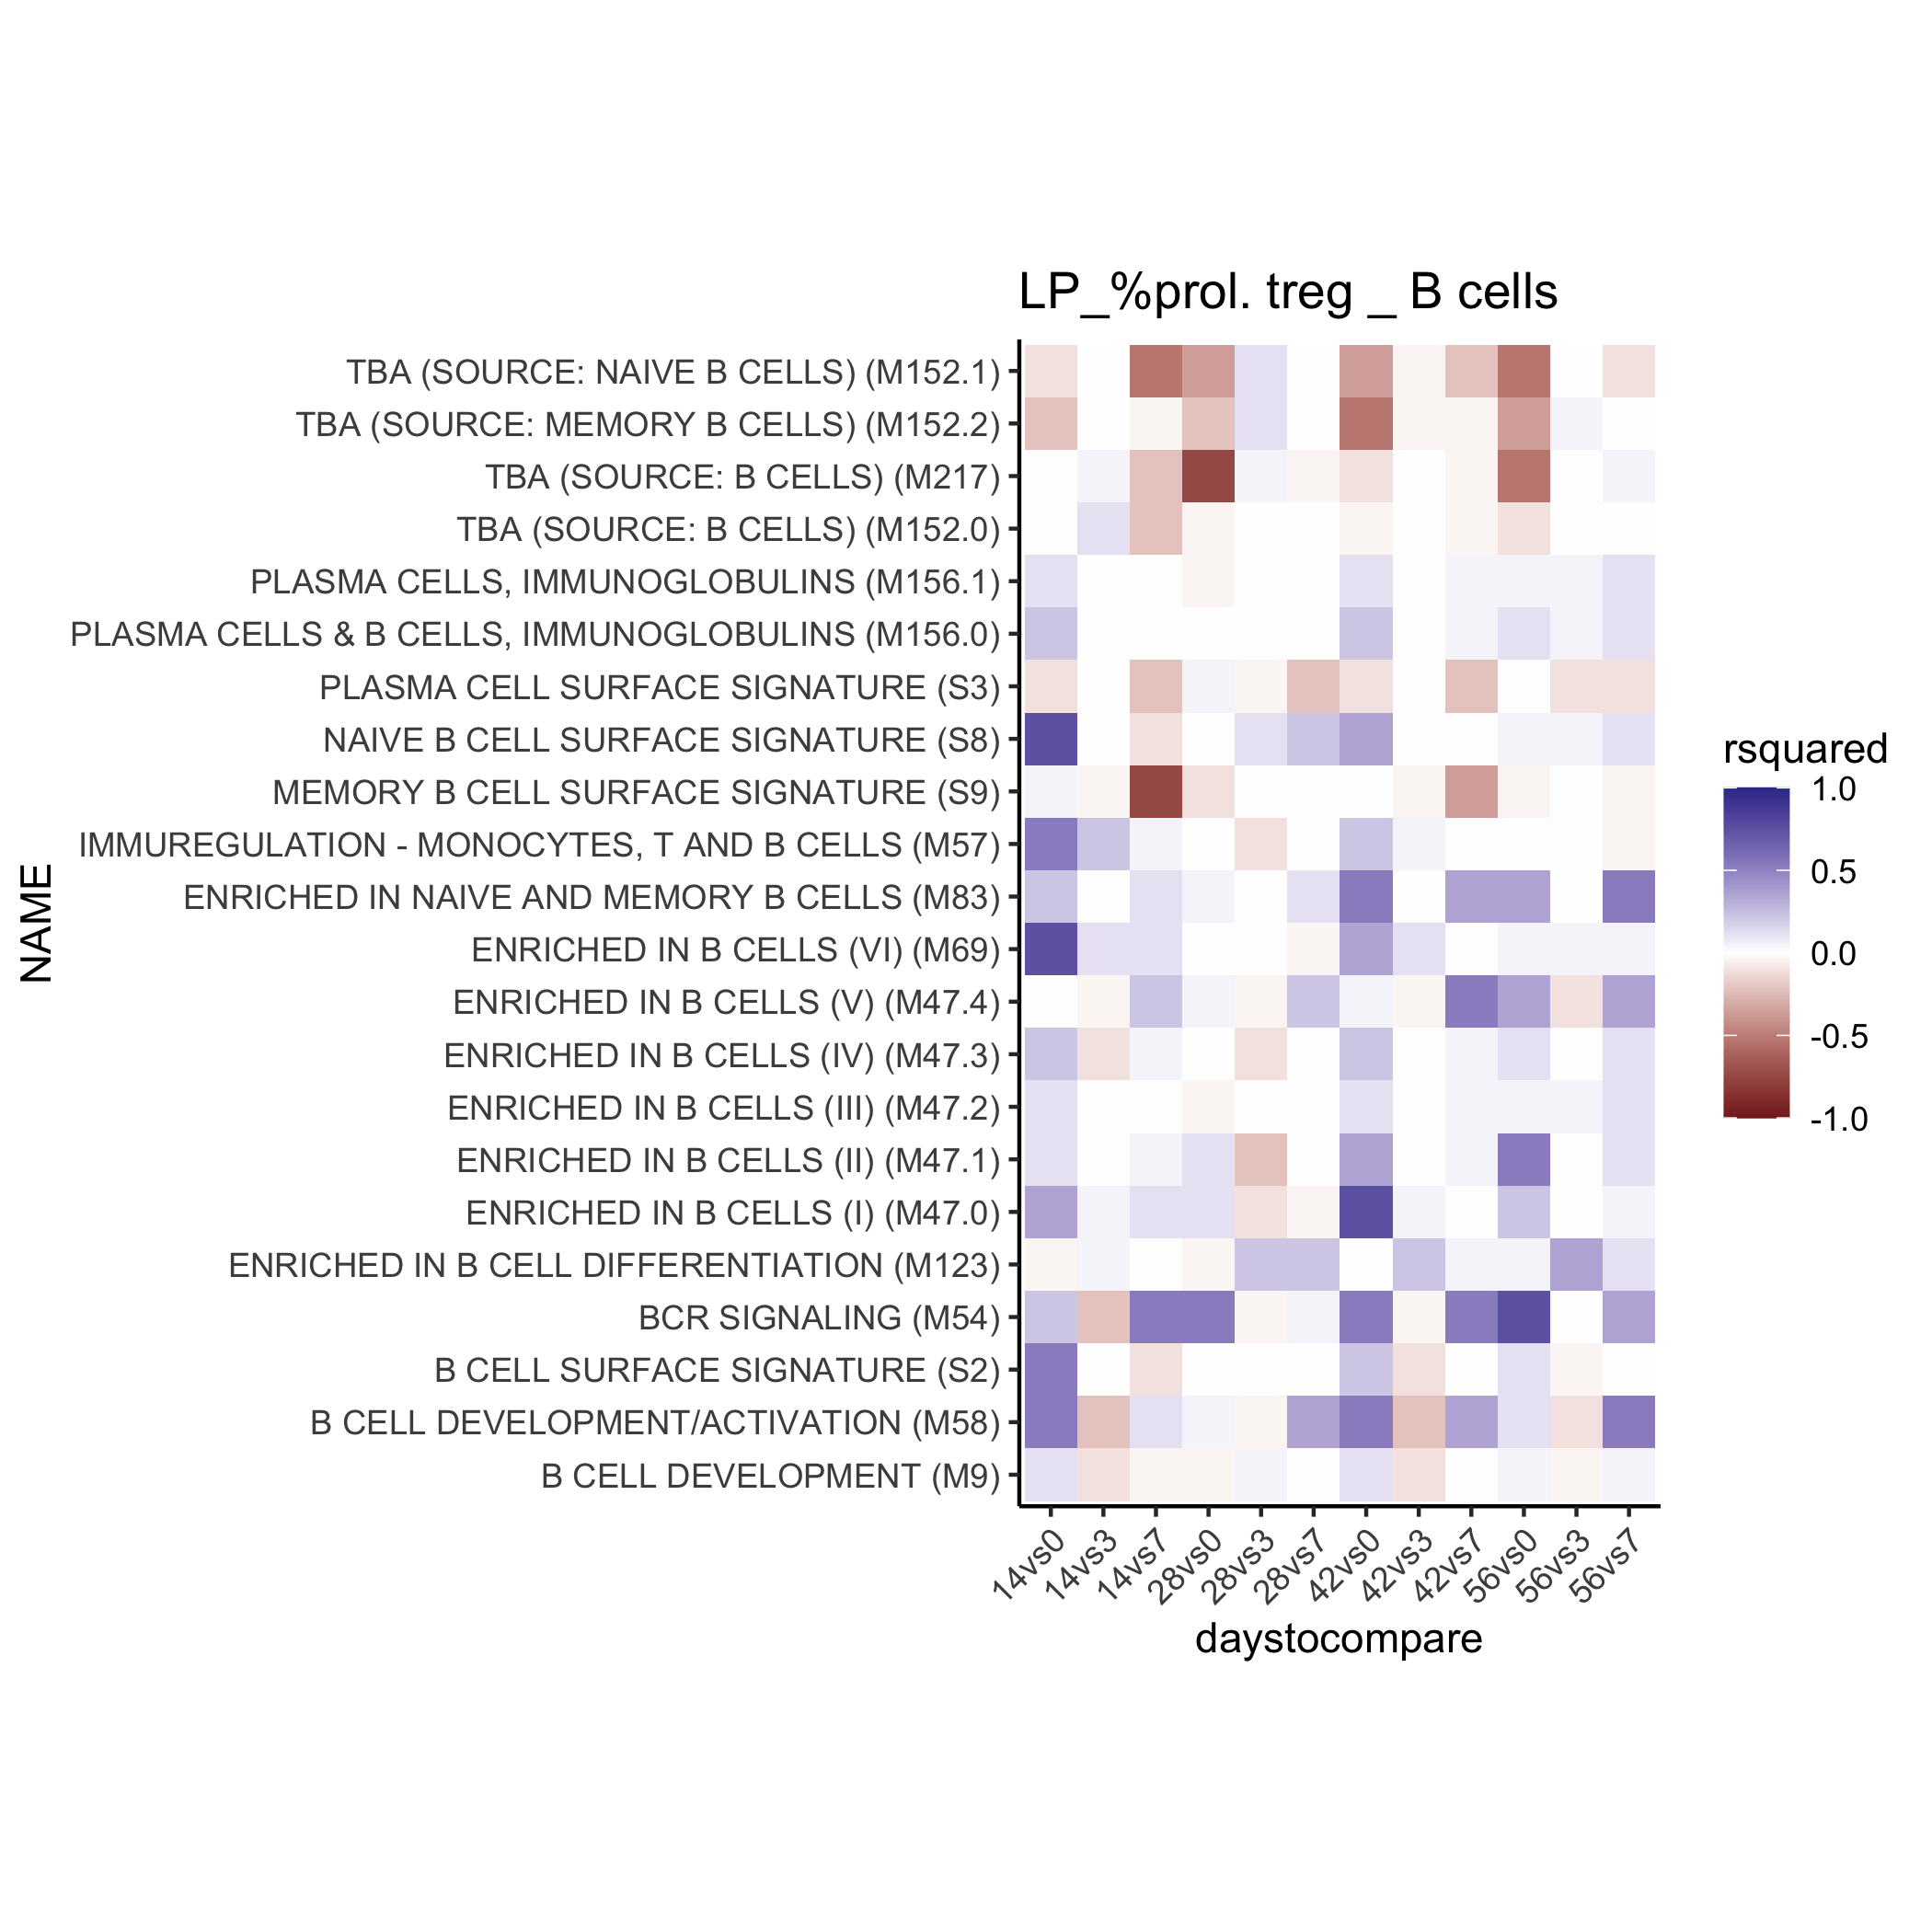 LP_%prol. treg _ B cells
NAME
TBA (SOURCE: NAIVE B CELLS) (M152.1)
TBA (SOURCE: MEMORY B CELLS) (M152.2)
TBA (SOURCE: B CELLS) (M217)
TBA (SOURCE: B CELLS) (M152.0)
PLASMA CELLS, IMMUNOGLOBULINS (M156.1)
PLASMA CELLS & B CELLS, IMMUNOGLOBULINS (M156.0)
PLASMA CELL SURFACE SIGNATURE (S3)
NAIVE B CELL SURFACE SIGNATURE (S8)
MEMORY B CELL SURFACE SIGNATURE (S9)
IMMUREGULATION - MONOCYTES, T AND B CELLS (M57)
ENRICHED IN NAIVE AND MEMORY B CELLS (M83)
ENRICHED IN B CELLS (VI) (M69)
ENRICHED IN B CELLS (V) (M47.4)
ENRICHED IN B CELLS (IV) (M47.3)
ENRICHED IN B CELLS (III) (M47.2)
ENRICHED IN B CELLS (II) (M47.1)
ENRICHED IN B CELLS (I) (M47.0)
ENRICHED IN B CELL DIFFERENTIATION (M123)
BCR SIGNALING (M54)
B CELL SURFACE SIGNATURE (S2)
B CELL DEVELOPMENT/ACTIVATION (M58)
B CELL DEVELOPMENT (M9)
14vs0
14vs3
14vs7
28vs0
28vs3
28vs7
42vs0
42vs3
42vs7
56vs0
56vs3
56vs7
daystocompare
rsquared
1.0
0.5
0.0
-0.5
-1.0